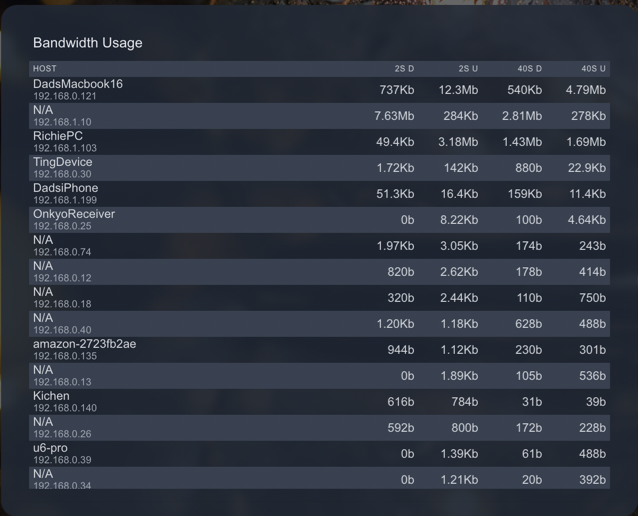 Bandwidth Usage
HOST 2S D 2S U 40S D 40S U
DadsMacbook16
192.168.0.121 737Kb 12.3Mb 540Kb 4.79Mb
N/A
192.168.1.10 7.63Mb 284Kb 2.81Mb 278Kb
RichiePC
192.168.1.103 49.4Kb 3.18Mb 1.43Mb 1.69Mb
TingDevice
192.168.0.30 1.72Kb 142Kb 880b 22.9Kb
DadsiPhone
192.168.1.199 51.3Kb 16.4Kb 159Kb 11.4Kb
OnkyoReceiver
192.168.0.25 0b 8.22Kb 100b 4.64Kb
N/A
192.168.0.74 1.97Kb 3.05Kb 174b 243b
N/A
192.168.0.12 820b 2.62Kb 178b 414b
N/A
192.168.0.18 320b 2.44Kb 110b 750b
N/A
192.168.0.40 1.20Kb 1.18Kb 628b 488b
amazon-2723fb2ae
192.168.0.135 944b 1.12Kb 230b 301b
N/A
192.168.0.13 0b 1.89Kb 105b 536b
Kichen
192.168.0.140 616b 784b 31b 39b
N/A
192.168.0.26 592b 800b 172b 228b
u6-pro
192.168.0.39 0b 1.39Kb 61b 488b
N/A
192.168.0.34 0b 1.21Kb 20b 392b